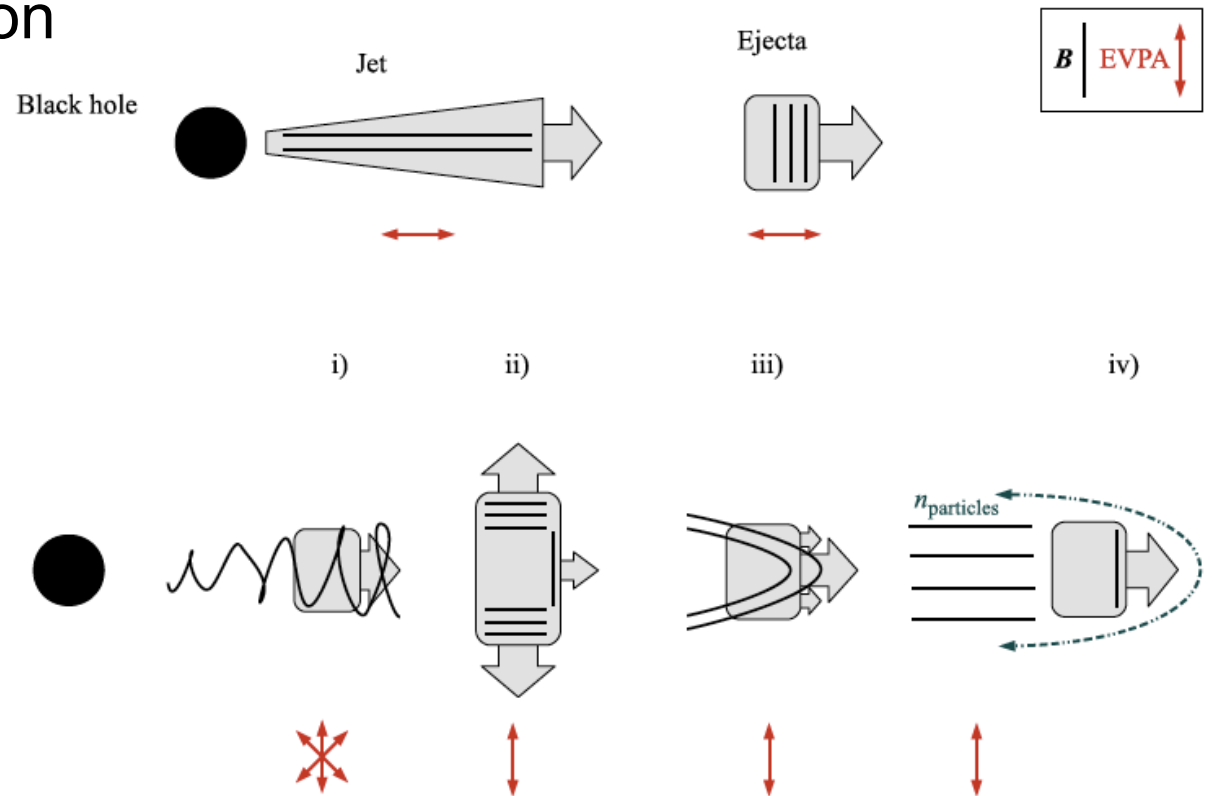 on
Jet
Ejecta
B EVPA
Black hole
i) ii) iii) iv)
nparticles